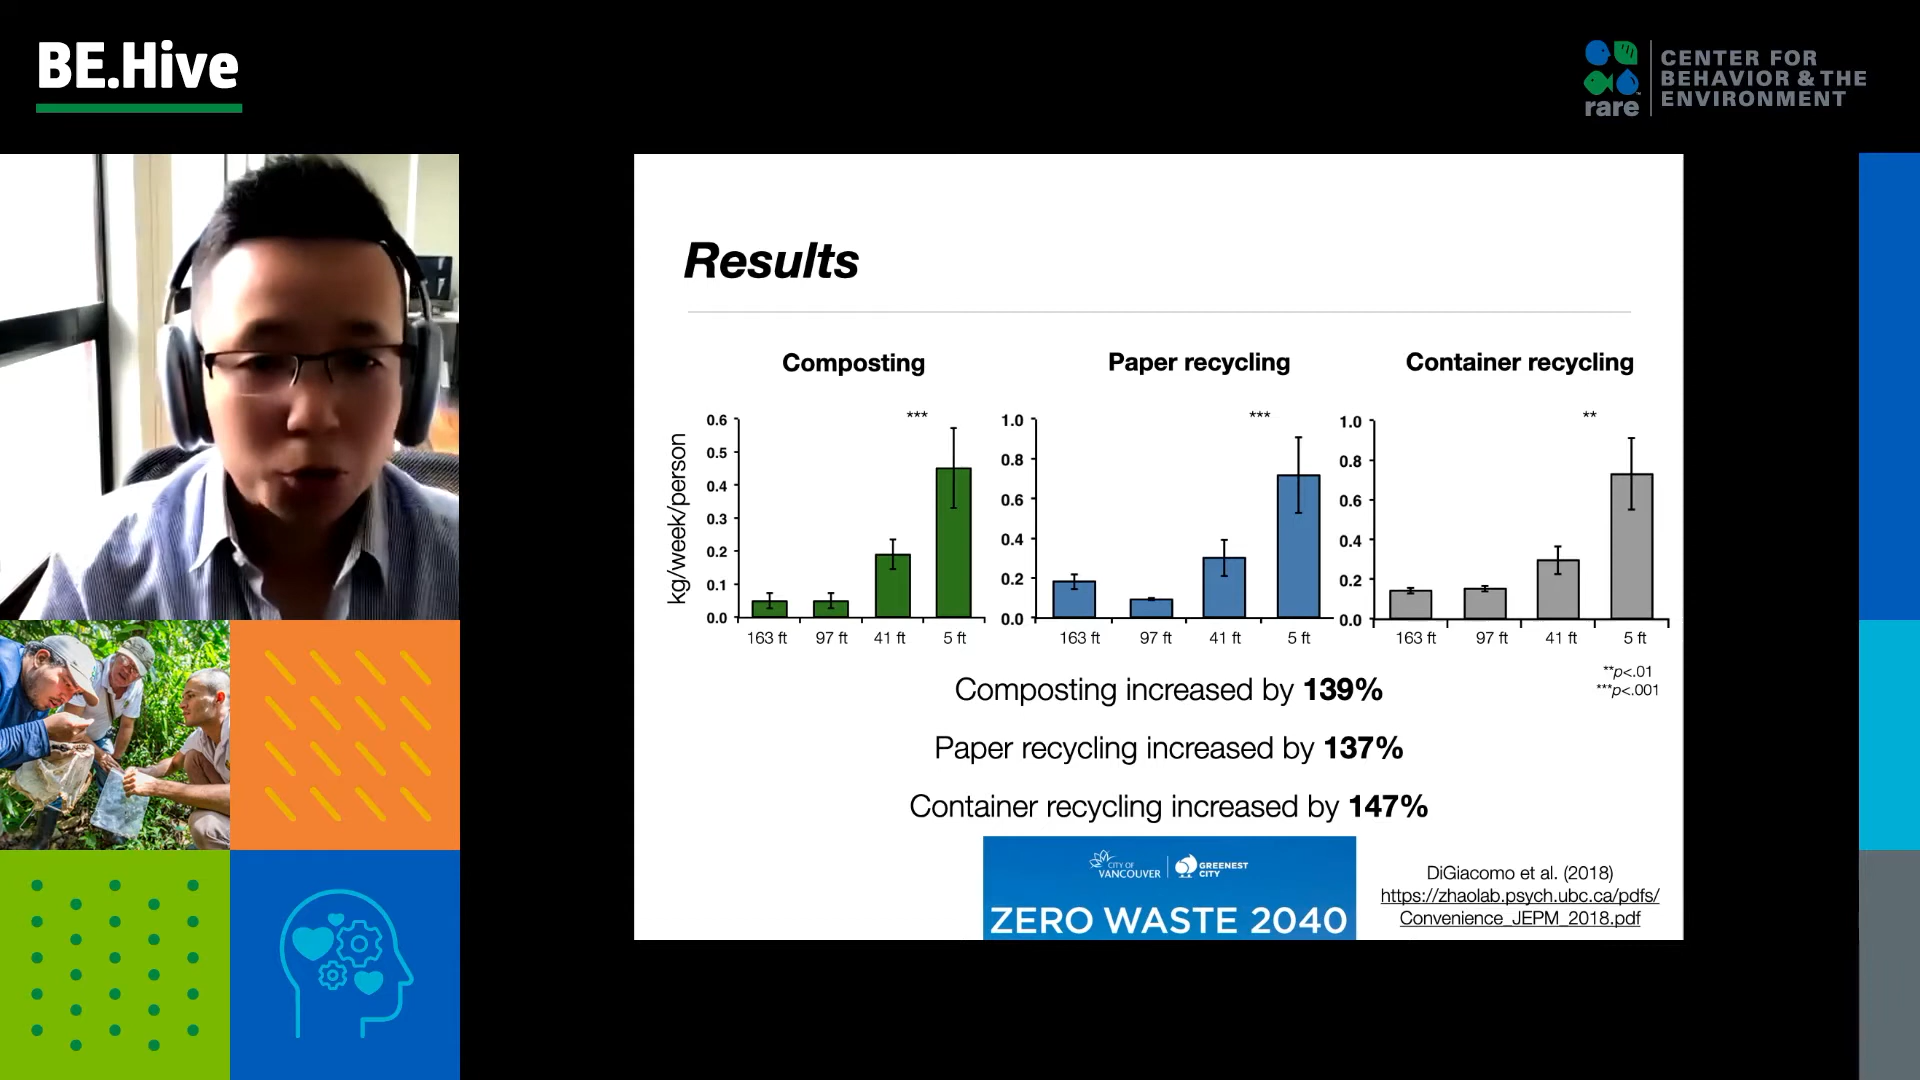 BE.Hive
rare
CENTER FOR
BEHAVIOR & THE
ENVIRONMENT
Results
Composting
Paper recycling
Container recycling
kg/week/person
0.6
0.5
0.4
0.3
0.2
0.1
0.0
***
163 ft 97 ft 41 ft 5 ft
1.0
0.8
0.6
0.4
0.2
0.0
***
163 ft 97 ft 41 ft 5 ft
1.0
0.8
0.6
0.4
0.2
0.0
**
163 ft 97 ft 41 ft 5 ft
**p<.01
***p<.001
Composting increased by 139%
Paper recycling increased by 137%
Container recycling increased by 147%
CITY OF
VANCOUVER
GREENEST
CITY
ZERO WASTE 2040
DiGiacomo et al. (2018)
https://zhaolab.psych.ubc.ca/pdfs/
Convenience_JEPM_2018.pdf